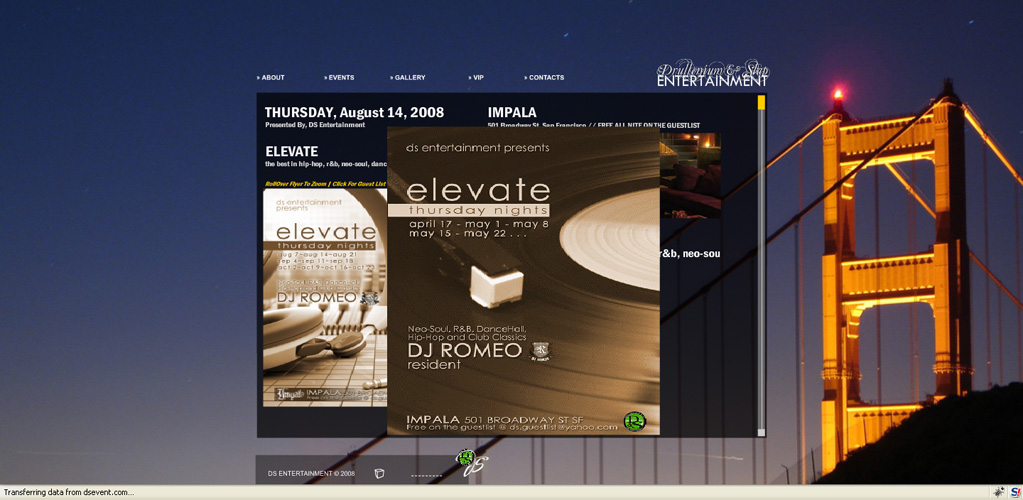 » ABOUT
» EVENTS
» GALLERY
» VIP
» CONTACTS
Drullenium & Skip
ENTERTAINMENT
THURSDAY, August 14, 2008
Presented By, DS Entertainment
IMPALA
501 Broadway St. San Francisco // FREE ALL NITE ON THE GUESTLIST
ELEVATE
the best in hip-hop, r&b, neo-soul, danc
RollOver Flyer To Zoom | Click For Guest List
ds entertainment
presents
elevate
thursday nights
aug 7-aug 14-aug 21
sep 4-sep 11-sep 18
oct 2-oct 9-oct 16-oct
DJ ROMEO
Impala IMPALA
ds entertainment presents
elevate
thursday nights
april 17 - may 1 - may 8
may 15 - may 22 . . .
Neo-Soul, R&B, DanceHall,
Hip-Hop and Club Classics
DJ ROMEO
resident
IMPALA 501 BROADWAY ST SF
Free on the guestlist @ ds.guestlist@yahoo.com
r&b, neo-sou
DS ENTERTAINMENT © 2008
DS
Transferring data from dsevent.com...